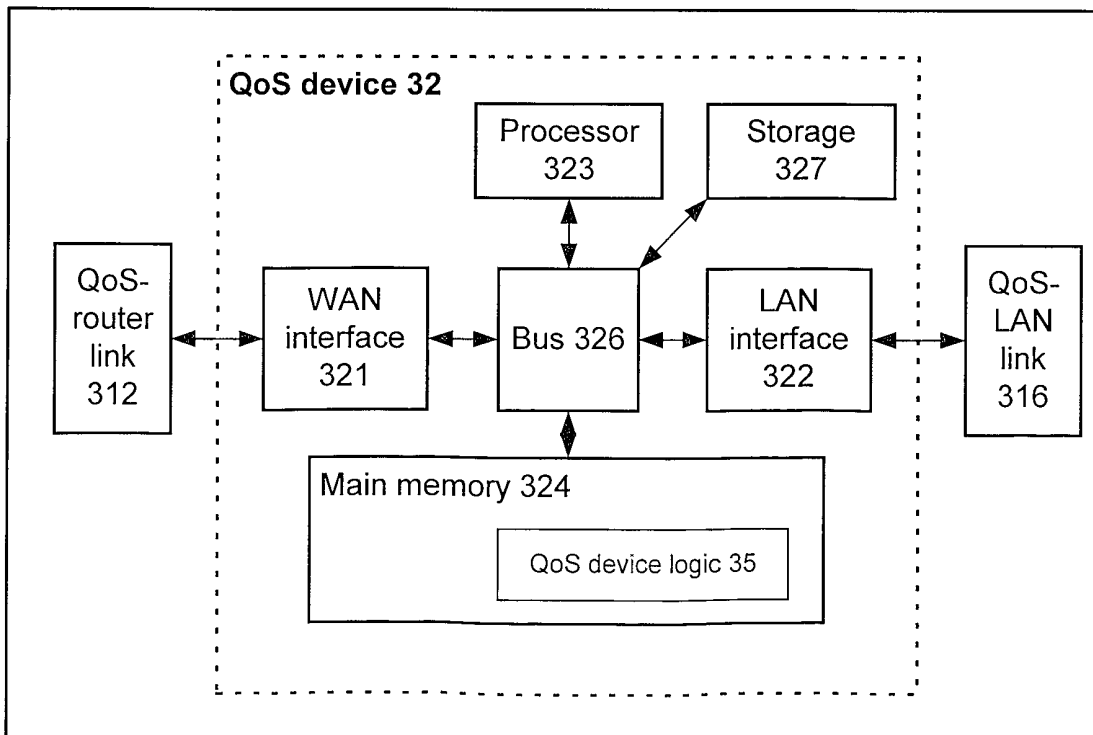 QoS device 32
Processor
323
Storage
327
QoS-
router
link
312
WAN
interface
321
Bus 326
LAN
interface
322
QoS-
LAN
link
316
Main memory 324
QoS device logic 35